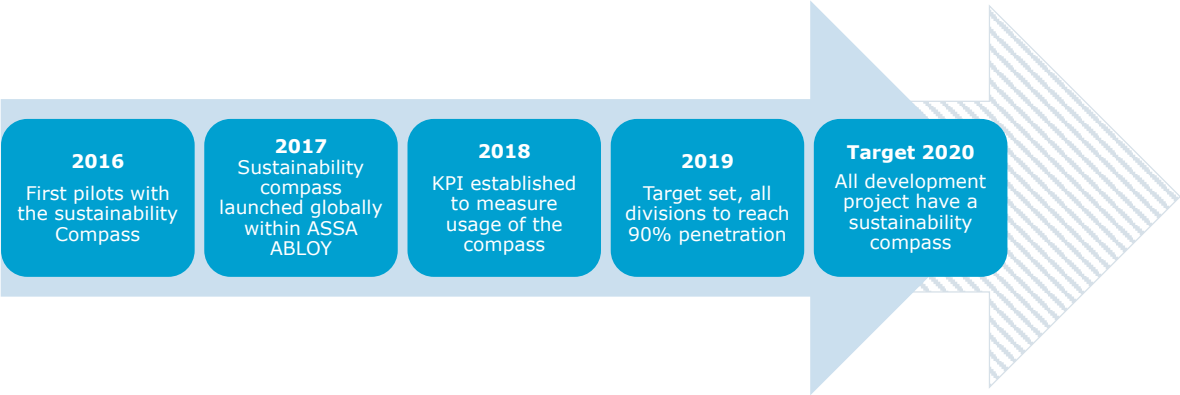 2016
First pilots with
the sustainability
Compass
2017
Sustainability
compass
launched globally
within ASSA
ABLOY
2018
KPI established
to measure
usage of the
compass
2019
Target set, all
divisions to reach
90% penetration
Target 2020
All development
project have a
sustainability
compass